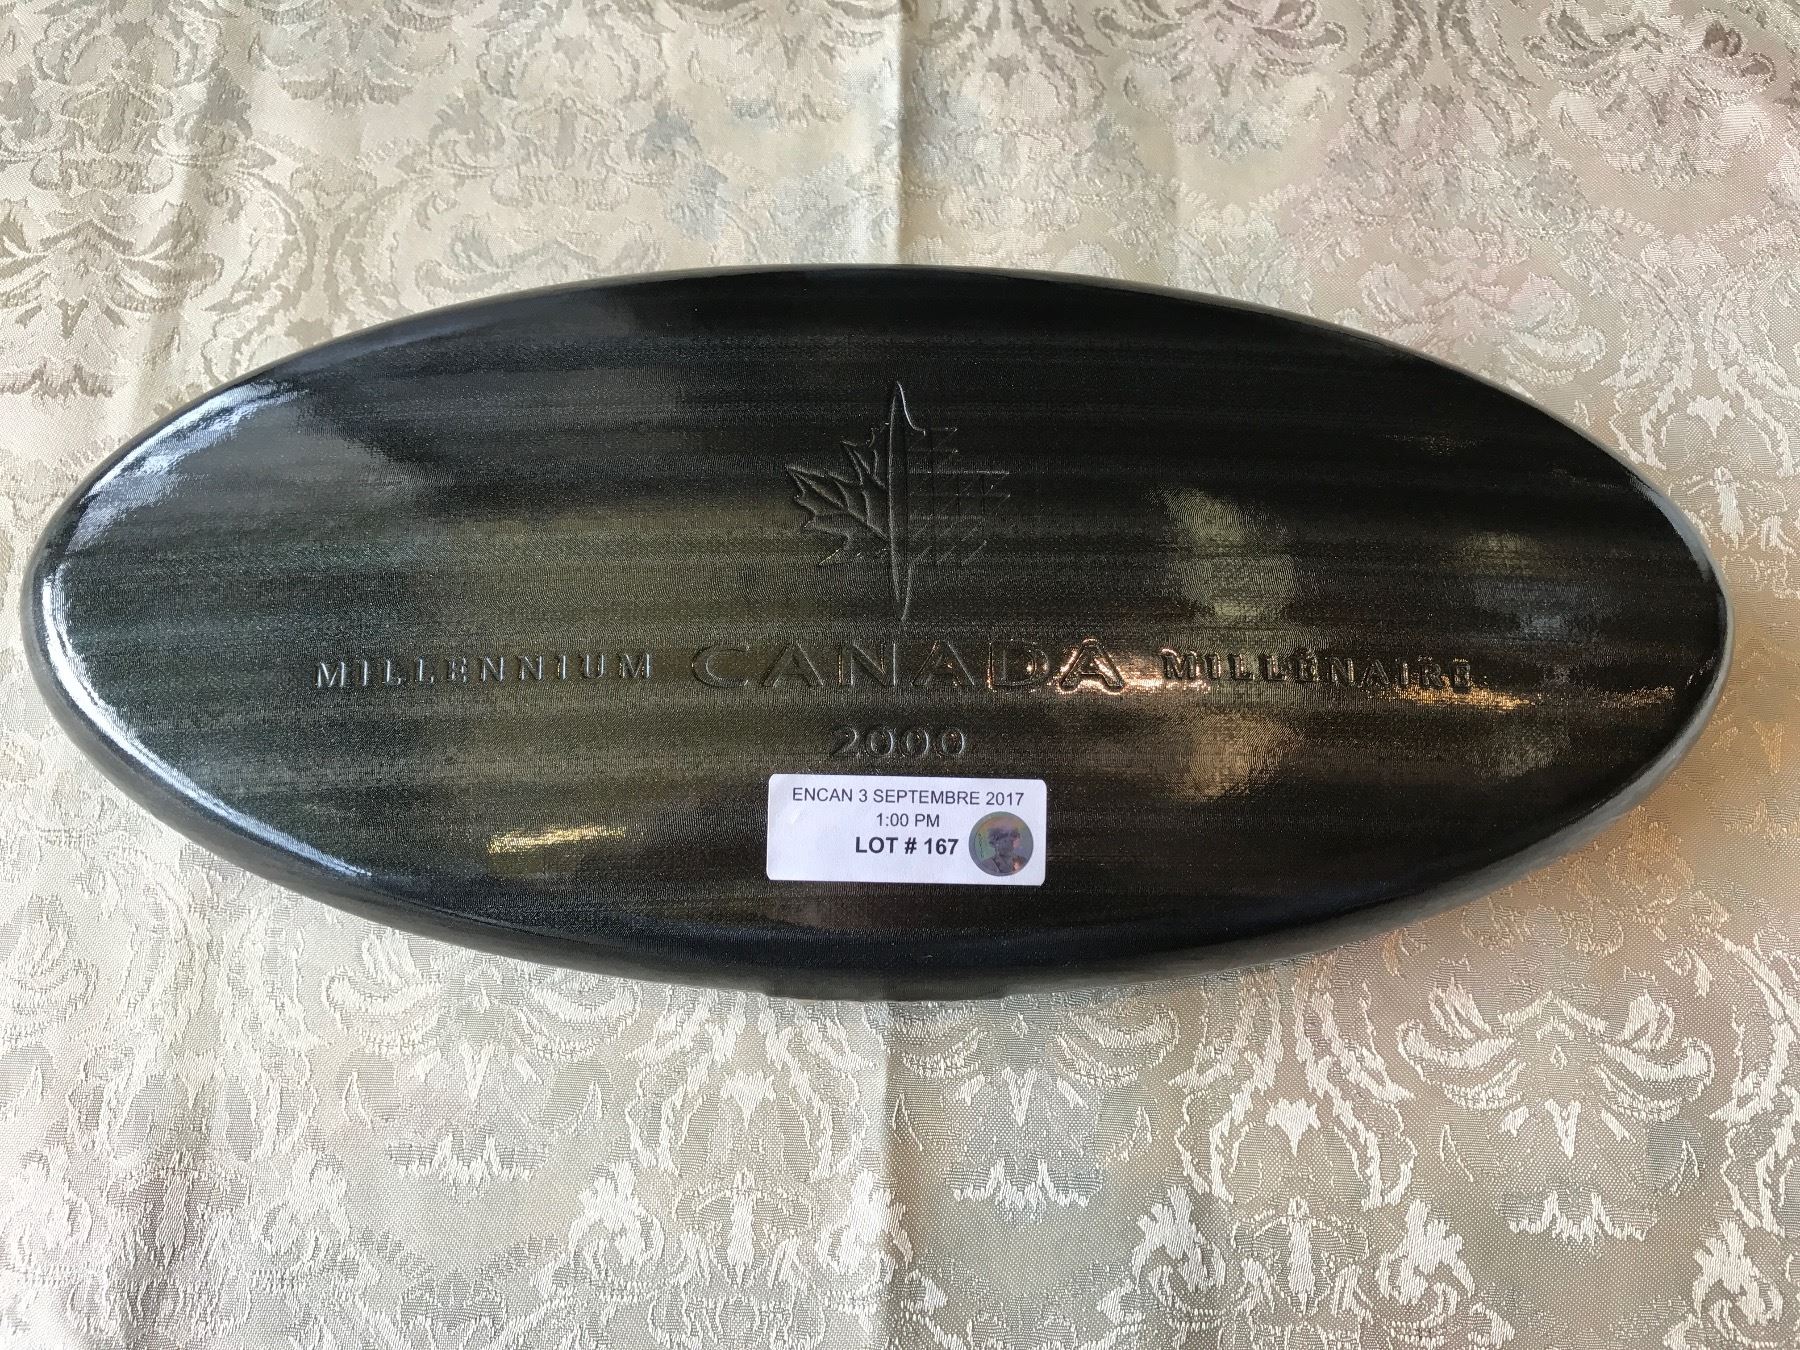 MILLENNIUM CANADA MILLÉNAIRE
2000
ENCAN 3 SEPTEMBRE 2017
1:00 PM
LOT # 167